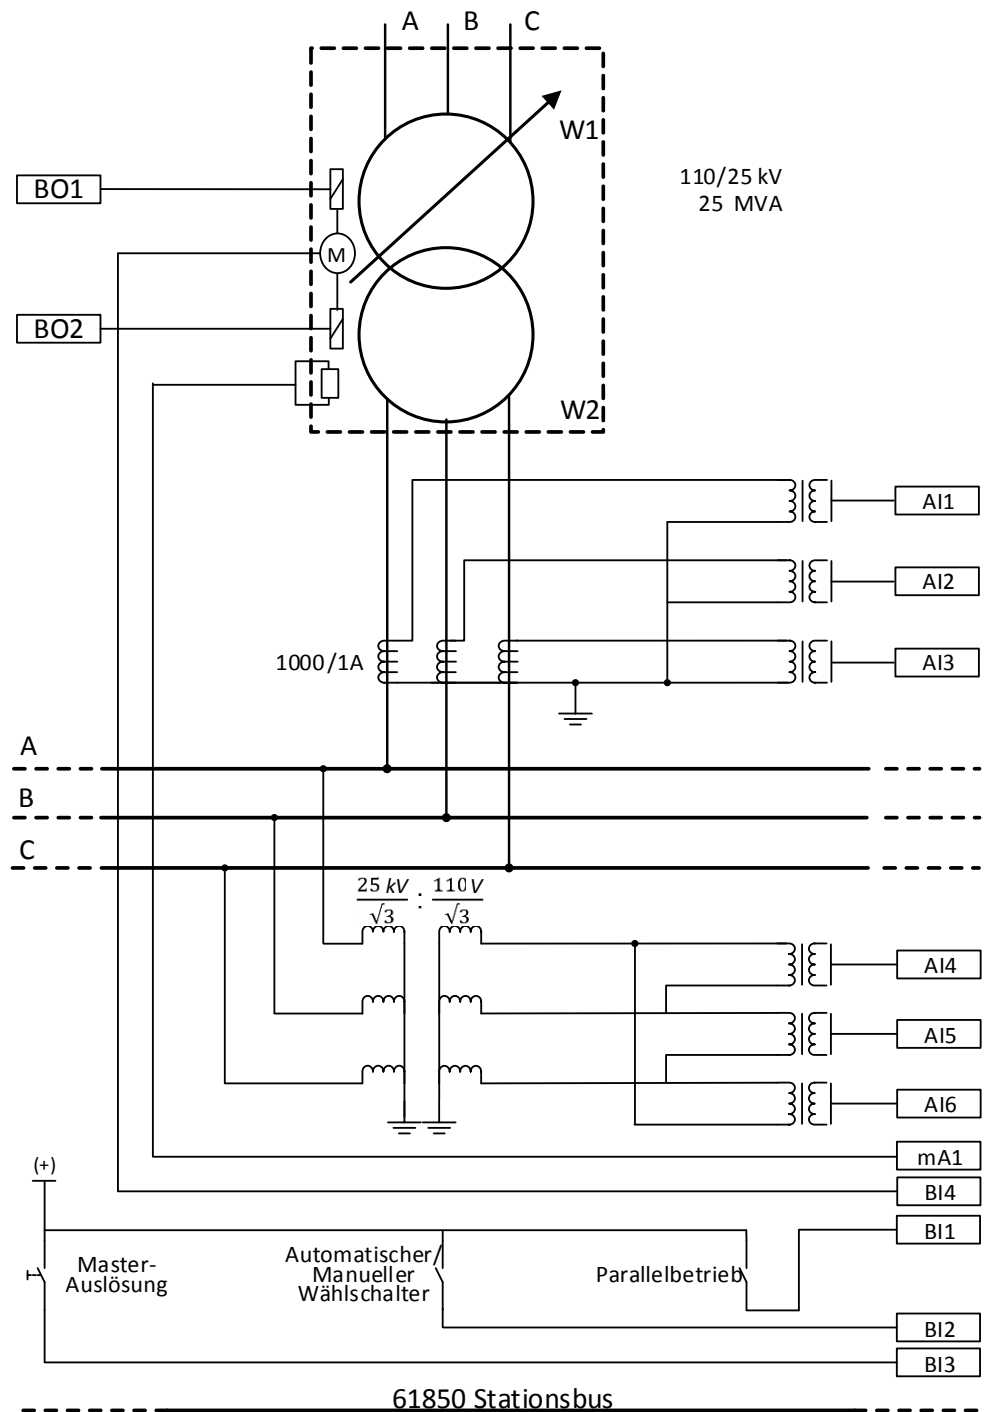 A B C
W1
BO1
110/25 kV
25 MVA
M
BO2
W2
AI1
AI2
1000/1A
AI3
A
B
C
25 kV/√3 : 110 V/√3
AI4
AI5
AI6
mA1
(+)
BI4
BI1
Master-
Auslösung
Automatischer/
Manueller
Wählschalter
Parallelbetrieb
BI2
BI3
61850 Stationsbus